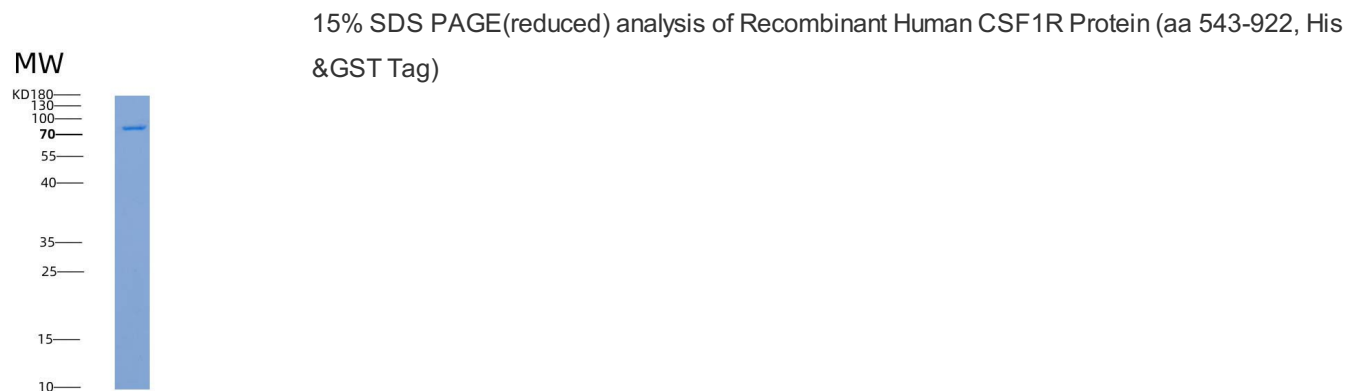 15% SDS PAGE(reduced) analysis of Recombinant Human CSF1R Protein (aa 543-922, His
&GST Tag)
MW
KD180
130
100
70
55
40
35
25
15
10